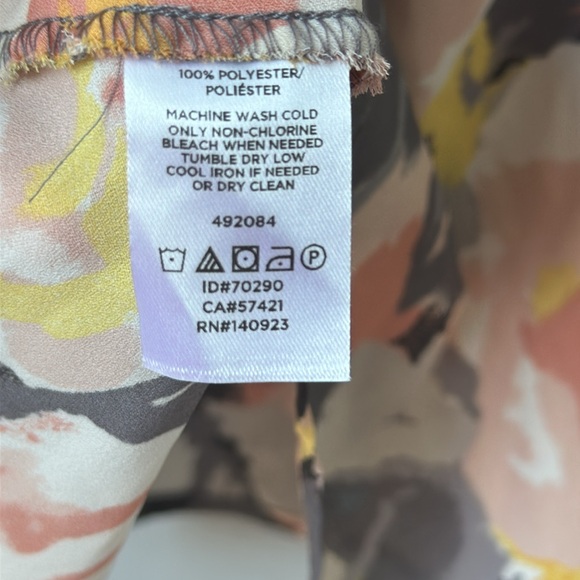 100% POLYESTER/
POLIÉSTER
MACHINE WASH COLD
ONLY NON-CHLORINE
BLEACH WHEN NEEDED
TUMBLE DRY LOW
COOL IRON IF NEEDED
OR DRY CLEAN
492084
P
ID#70290
CA#57421
RN#140923